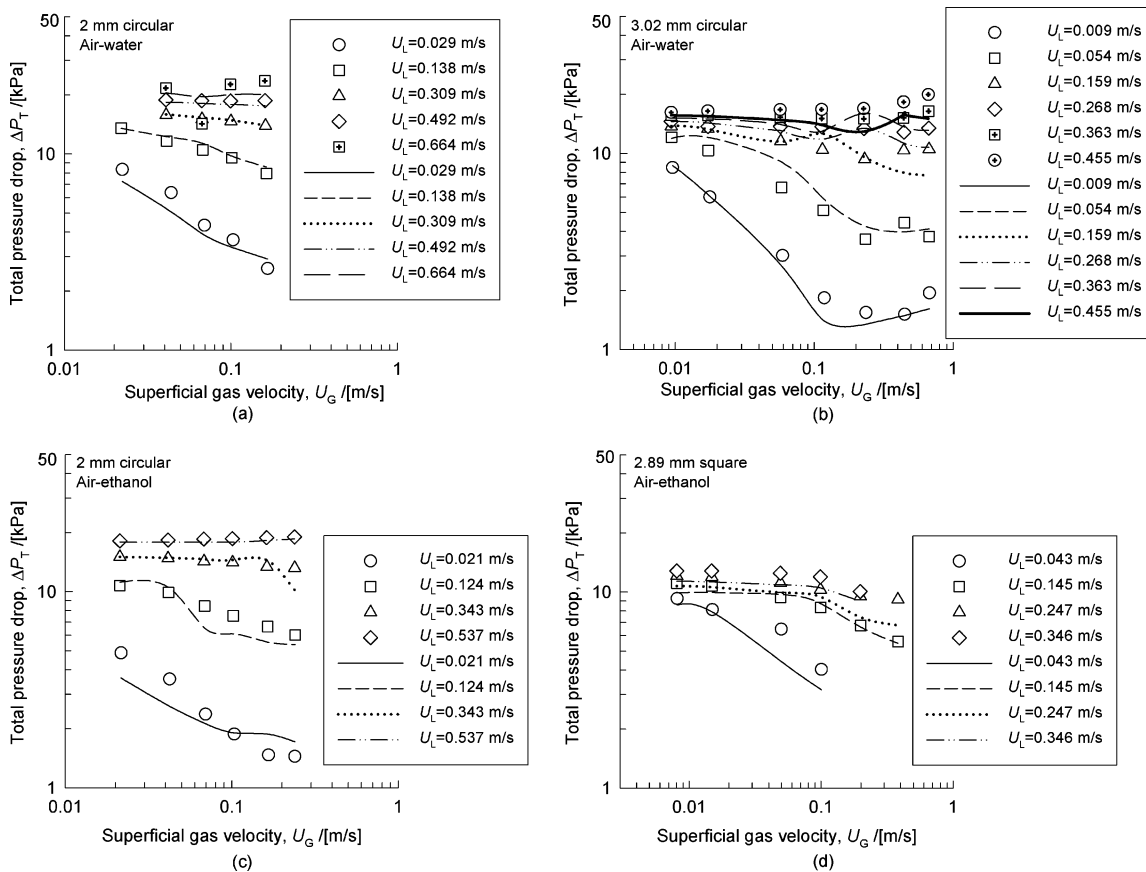 50
2 mm circular
Air-water
10
1
0.01
0.1
1
Total pressure drop, ΔP_T /[kPa]
Superficial gas velocity, U_G /[m/s]
(a)
U_L=0.029 m/s
U_L=0.138 m/s
U_L=0.309 m/s
U_L=0.492 m/s
U_L=0.664 m/s
U_L=0.029 m/s
U_L=0.138 m/s
U_L=0.309 m/s
U_L=0.492 m/s
U_L=0.664 m/s
50
3.02 mm circular
Air-water
10
1
0.01
0.1
1
Total pressure drop, ΔP_T /[kPa]
Superficial gas velocity, U_G /[m/s]
(b)
U_L=0.009 m/s
U_L=0.054 m/s
U_L=0.159 m/s
U_L=0.268 m/s
U_L=0.363 m/s
U_L=0.455 m/s
U_L=0.009 m/s
U_L=0.054 m/s
U_L=0.159 m/s
U_L=0.268 m/s
U_L=0.363 m/s
U_L=0.455 m/s
50
2 mm circular
Air-ethanol
10
1
0.01
0.1
1
Total pressure drop, ΔP_T /[kPa]
Superficial gas velocity, U_G /[m/s]
(c)
U_L=0.021 m/s
U_L=0.124 m/s
U_L=0.343 m/s
U_L=0.537 m/s
U_L=0.021 m/s
U_L=0.124 m/s
U_L=0.343 m/s
U_L=0.537 m/s
50
2.89 mm square
Air-ethanol
10
1
0.01
0.1
1
Total pressure drop, ΔP_T /[kPa]
Superficial gas velocity, U_G /[m/s]
(d)
U_L=0.043 m/s
U_L=0.145 m/s
U_L=0.247 m/s
U_L=0.346 m/s
U_L=0.043 m/s
U_L=0.145 m/s
U_L=0.247 m/s
U_L=0.346 m/s